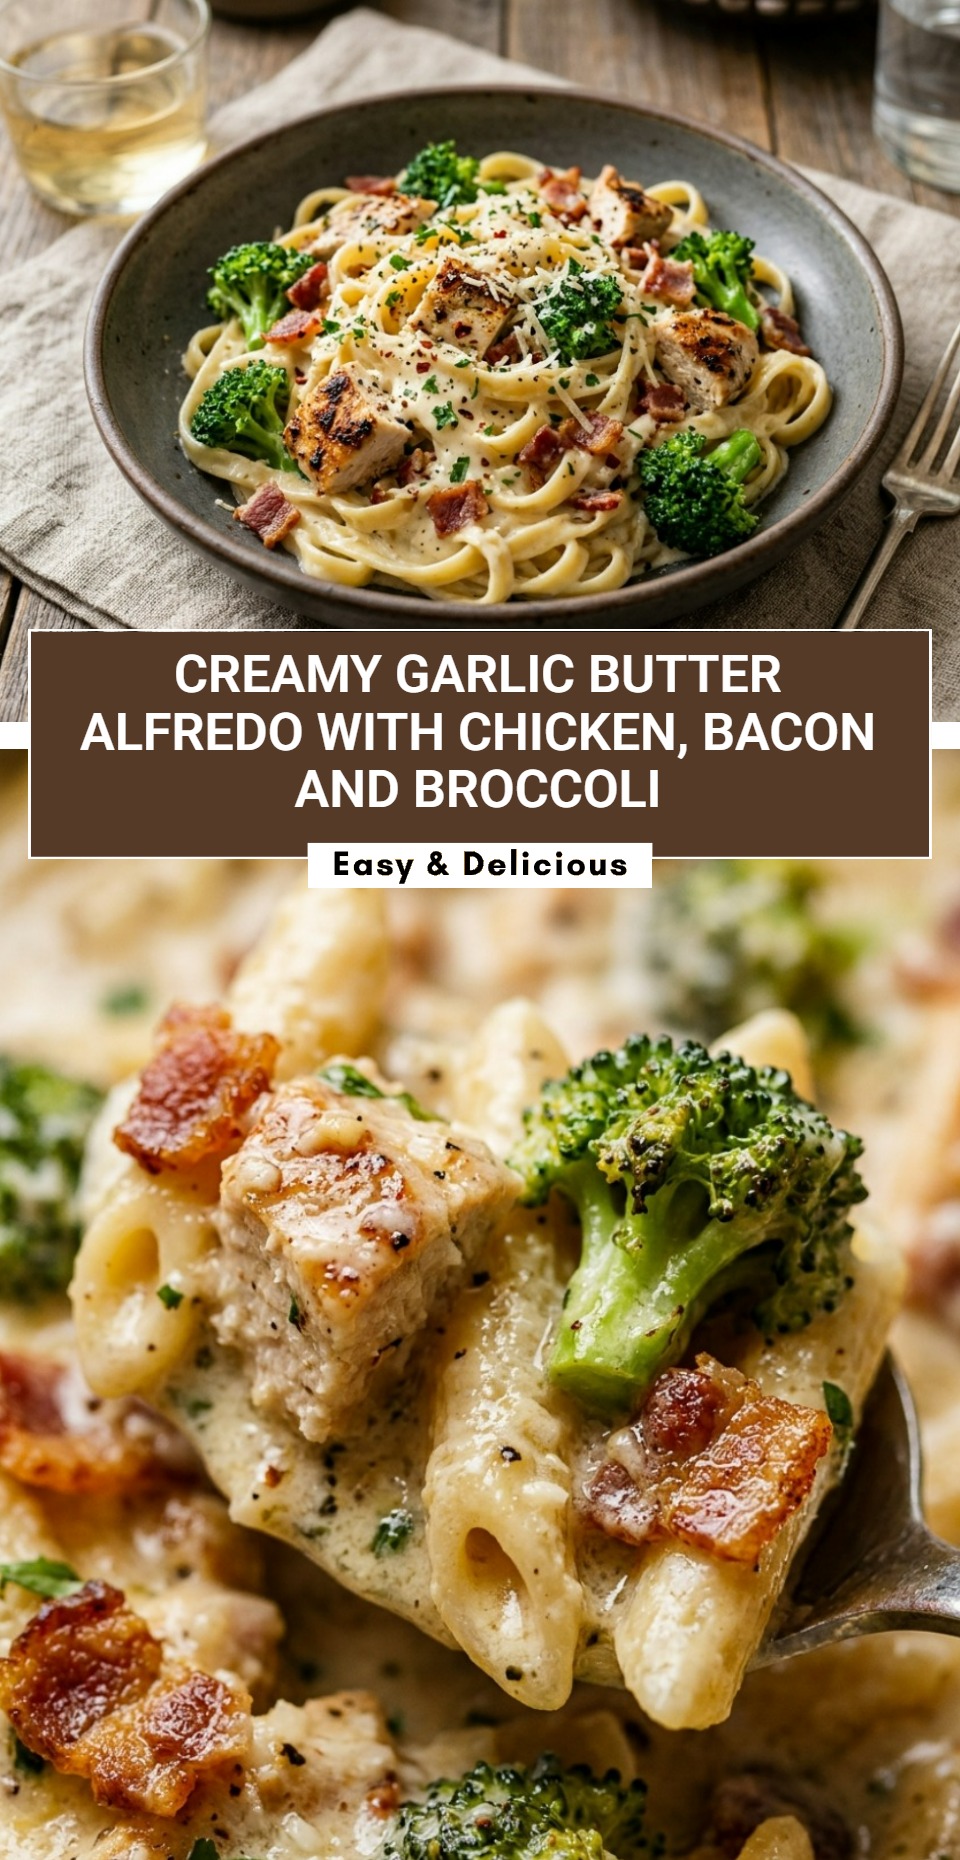 CREAMY GARLIC BUTTER
ALFREDO WITH CHICKEN, BACON
AND BROCCOLI
Easy & Delicious